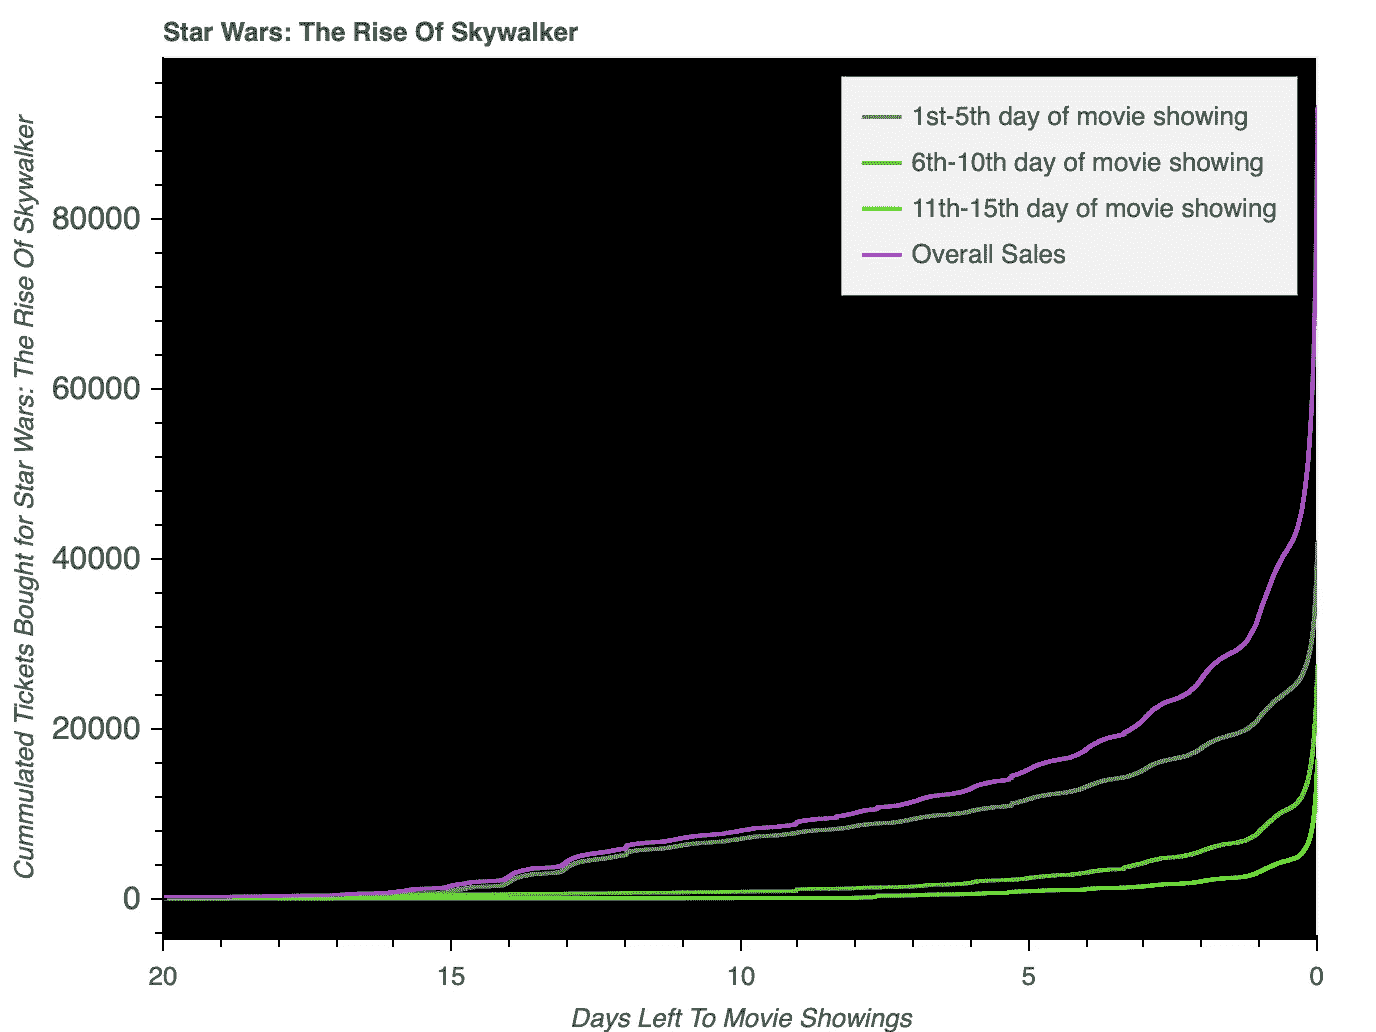 Star Wars: The Rise Of Skywalker
1st-5th day of movie showing
6th-10th day of movie showing
11th-15th day of movie showing
Overall Sales
Cummulated Tickets Bought for Star Wars: The Rise Of Skywalker
80000
60000
40000
20000
0
20 15 10 5 0
Days Left To Movie Showings